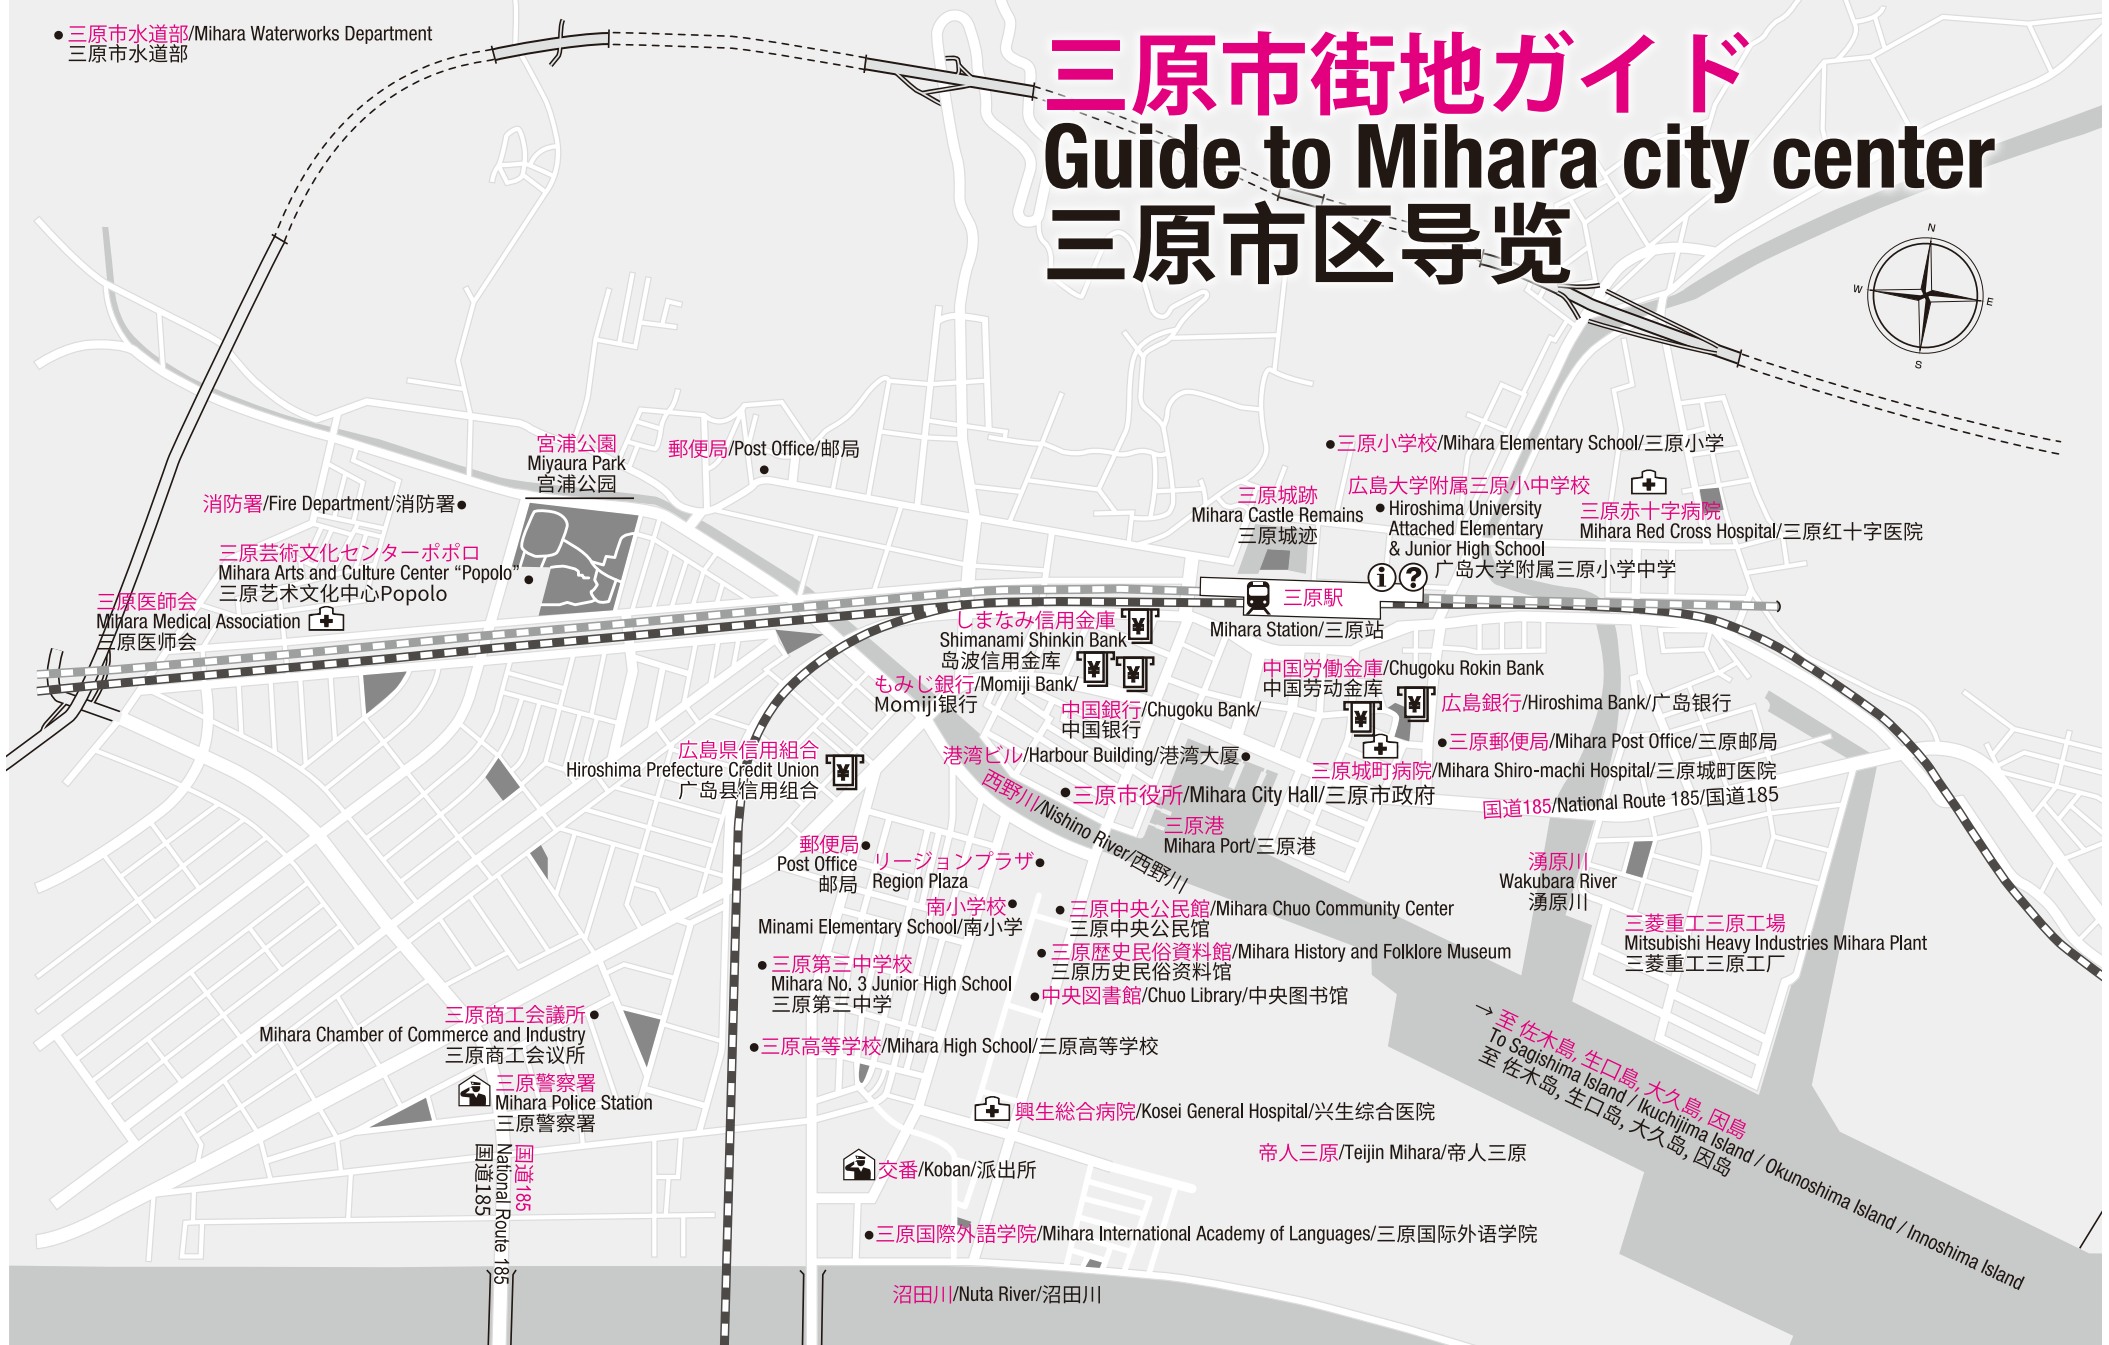 三原市水道部/Mihara Waterworks Department
三原市水道部
三原市街地ガイド
Guide to Mihara city center
三原市区导览
N
W
E
S
宮浦公園
Miyaura Park
宫浦公园
郵便局/Post Office/邮局
消防署/Fire Department/消防署
三原芸術文化センターポポロ
Mihara Arts and Culture Center “Popolo”
三原艺术文化中心Popolo
三原医師会
Mihara Medical Association
三原医师会
三原小学校/Mihara Elementary School/三原小学
三原城跡
Mihara Castle Remains
三原城迹
広島大学附属三原小中学校
Hiroshima University
Attached Elementary
& Junior High School
广岛大学附属三原小学中学
三原赤十字病院
Mihara Red Cross Hospital/三原红十字医院
i
?
三原駅
Mihara Station/三原站
しまなみ信用金庫
Shimanami Shinkin Bank
岛波信用金库
¥
¥
¥
もみじ銀行/Momiji Bank/
Momiji银行
中国銀行/Chugoku Bank/
中国银行
中国労働金庫/Chugoku Rokin Bank
中国劳动金库
¥
¥
広島銀行/Hiroshima Bank/广岛银行
三原郵便局/Mihara Post Office/三原邮局
広島県信用組合
Hiroshima Prefecture Credit Union
广岛县信用组合
¥
港湾ビル/Harbour Building/港湾大厦
三原城町病院/Mihara Shiro-machi Hospital/三原城町医院
三原市役所/Mihara City Hall/三原市政府
国道185/National Route 185/国道185
西野川/Nishino River/西野川
三原港
Mihara Port/三原港
郵便局
Post Office
邮局
リージョンプラザ
Region Plaza
湧原川
Wakubara River
湧原川
南小学校
Minami Elementary School/南小学
三原中央公民館/Mihara Chuo Community Center
三原中央公民馆
三菱重工三原工場
Mitsubishi Heavy Industries Mihara Plant
三菱重工三原工厂
三原歴史民俗資料館/Mihara History and Folklore Museum
三原历史民俗资料馆
三原第三中学校
Mihara No. 3 Junior High School
三原第三中学
中央図書館/Chuo Library/中央图书馆
三原商工会議所
Mihara Chamber of Commerce and Industry
三原商工会议所
三原高等学校/Mihara High School/三原高等学校
→ 至 佐木島, 生口島, 大久島, 因島
To Sagishima Island / Ikuchijima Island / Okunoshima Island / Innoshima Island
至 佐木岛, 生口岛, 大久岛, 因岛
三原警察署
Mihara Police Station
三原警察署
興生総合病院/Kosei General Hospital/兴生综合医院
国道185
National Route 185
国道185
帝人三原/Teijin Mihara/帝人三原
交番/Koban/派出所
三原国際外語学院/Mihara International Academy of Languages/三原国际外语学院
沼田川/Nuta River/沼田川